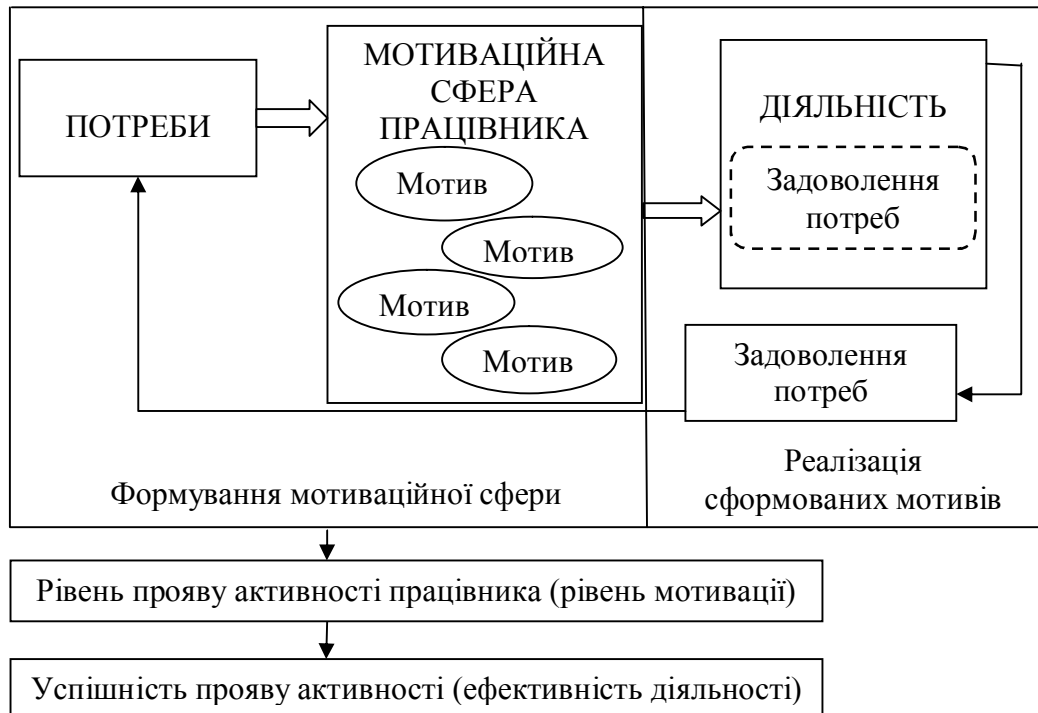 ПОТРЕБИ
МОТИВАЦІЙНА
СФЕРА
ПРАЦІВНИКА
Мотив
Мотив
Мотив
Мотив
ДІЯЛЬНІСТЬ
Задоволення
потреб
Задоволення
потреб
Формування мотиваційної сфери
Реалізація
сформованих мотивів
Рівень прояву активності працівника (рівень мотивації)
Успішність прояву активності (ефективність діяльності)